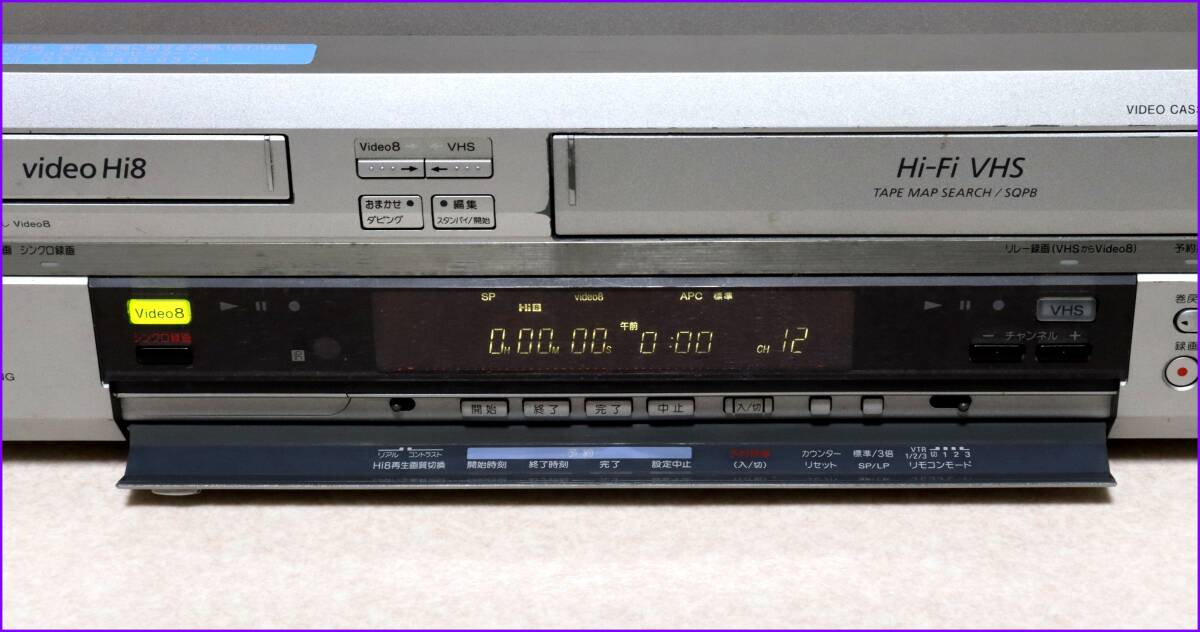 VIDEO CAS
video Hi8
Video8 VHS
Hi-Fi VHS
TAPE MAP SEARCH / SQPB
おまかせ ●
ダビング
● 編集
スタンバイ/開始
Video8
シンクロ録画
リレー録画(VHSからVideo8)
予約
Video8
シンクロ録画
SP
Hi8
video8
APC 標準
0H00M00S
午前
0:00
CH 12
VHS
− チャンネル +
巻戻
録画
NG
開始
終了
完了
中止
入/切
リアル コントラスト
Hi8再生画質切換
予約
開始時刻
終了時刻
完了
設定中止
(入/切)
カウンター
リセット
標準/3倍
SP/LP
VTR
1/2/3 切 1 2 3
リモコンモード